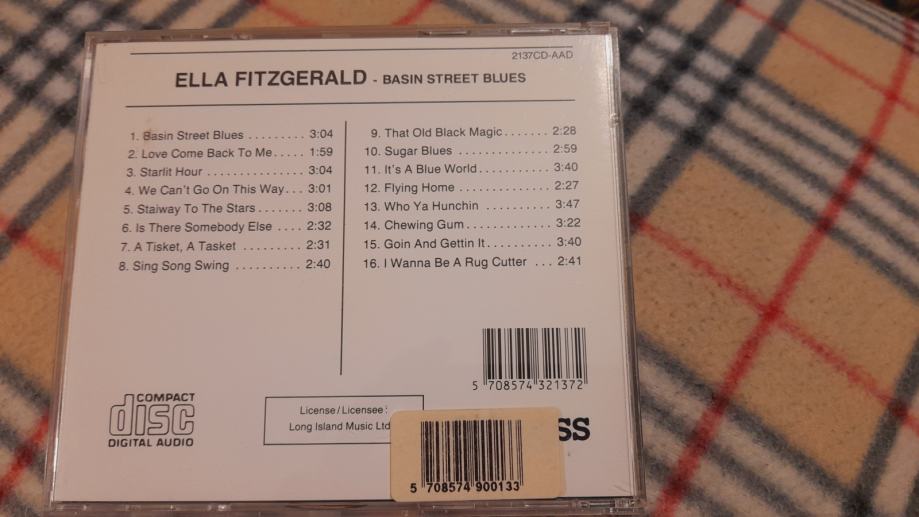 2137CD-AAD
ELLA FITZGERALD - BASIN STREET BLUES
1. Basin Street Blues ......... 3:04
2. Love Come Back To Me..... 1:59
3. Starlit Hour ........... 3:04
4. We Can't Go On This Way... 3:01
5. Staiway To The Stars ....... 3:08
6. Is There Somebody Else .... 2:32
7. A Tisket, A Tasket ........ 2:31
8. Sing Song Swing .......... 2:40
9. That Old Black Magic....... 2:28
10. Sugar Blues ............. 2:59
11. It's A Blue World.......... 3:40
12. Flying Home ............. 2:27
13. Who Ya Hunchin ......... 3:47
14. Chewing Gum............ 3:22
15. Goin And Gettin It......... 3:40
16. I Wanna Be A Rug Cutter ... 2:41
5 708574 321372
COMPACT
disc
DIGITAL AUDIO
License/Licensee:
Long Island Music Ltd
SS
5 708574 900133